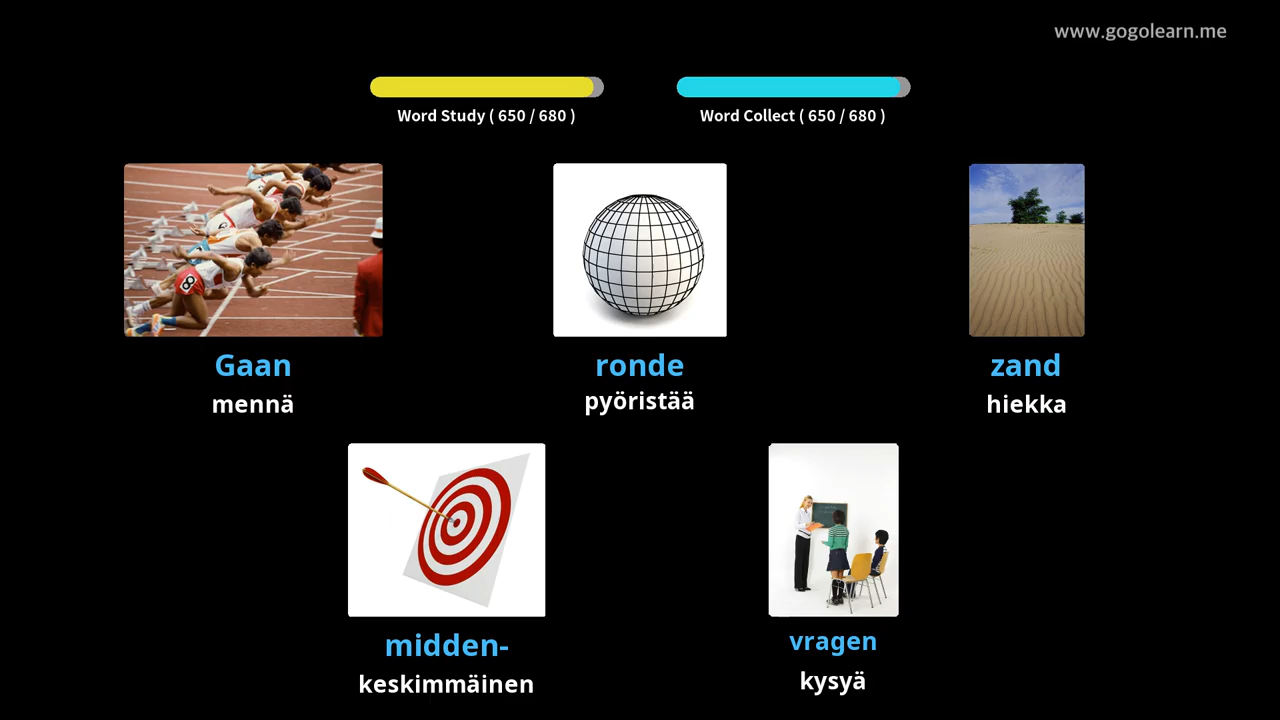 www.gogolearn.me
Word Study ( 650 / 680 )
Word Collect ( 650 / 680 )
Gaan
mennä
ronde
pyöristää
zand
hiekka
midden-
keskimmäinen
vragen
kysyä